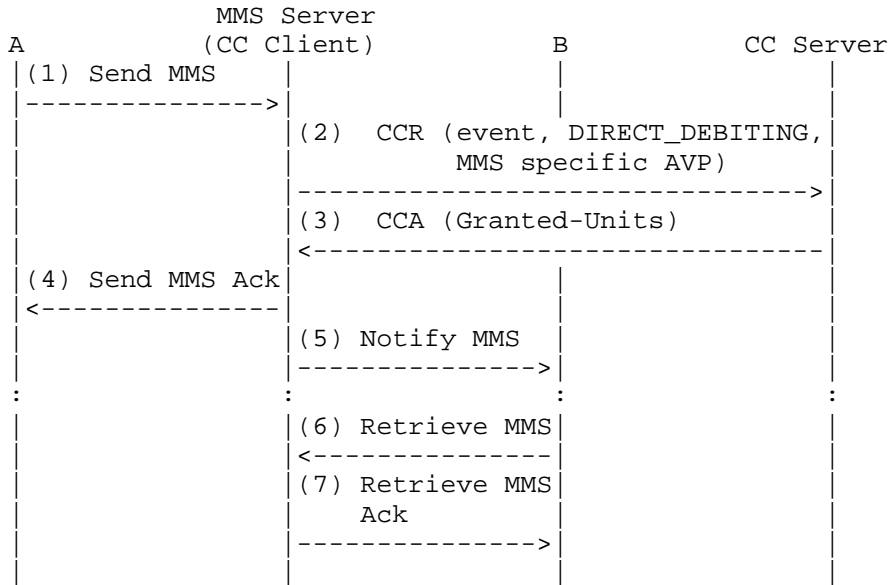 MMS Server
A (CC Client) B CC Server
(1) Send MMS
(2) CCR (event, DIRECT_DEBITING,
MMS specific AVP)
(3) CCA (Granted-Units)
(4) Send MMS Ack
(5) Notify MMS
(6) Retrieve MMS
(7) Retrieve MMS
Ack